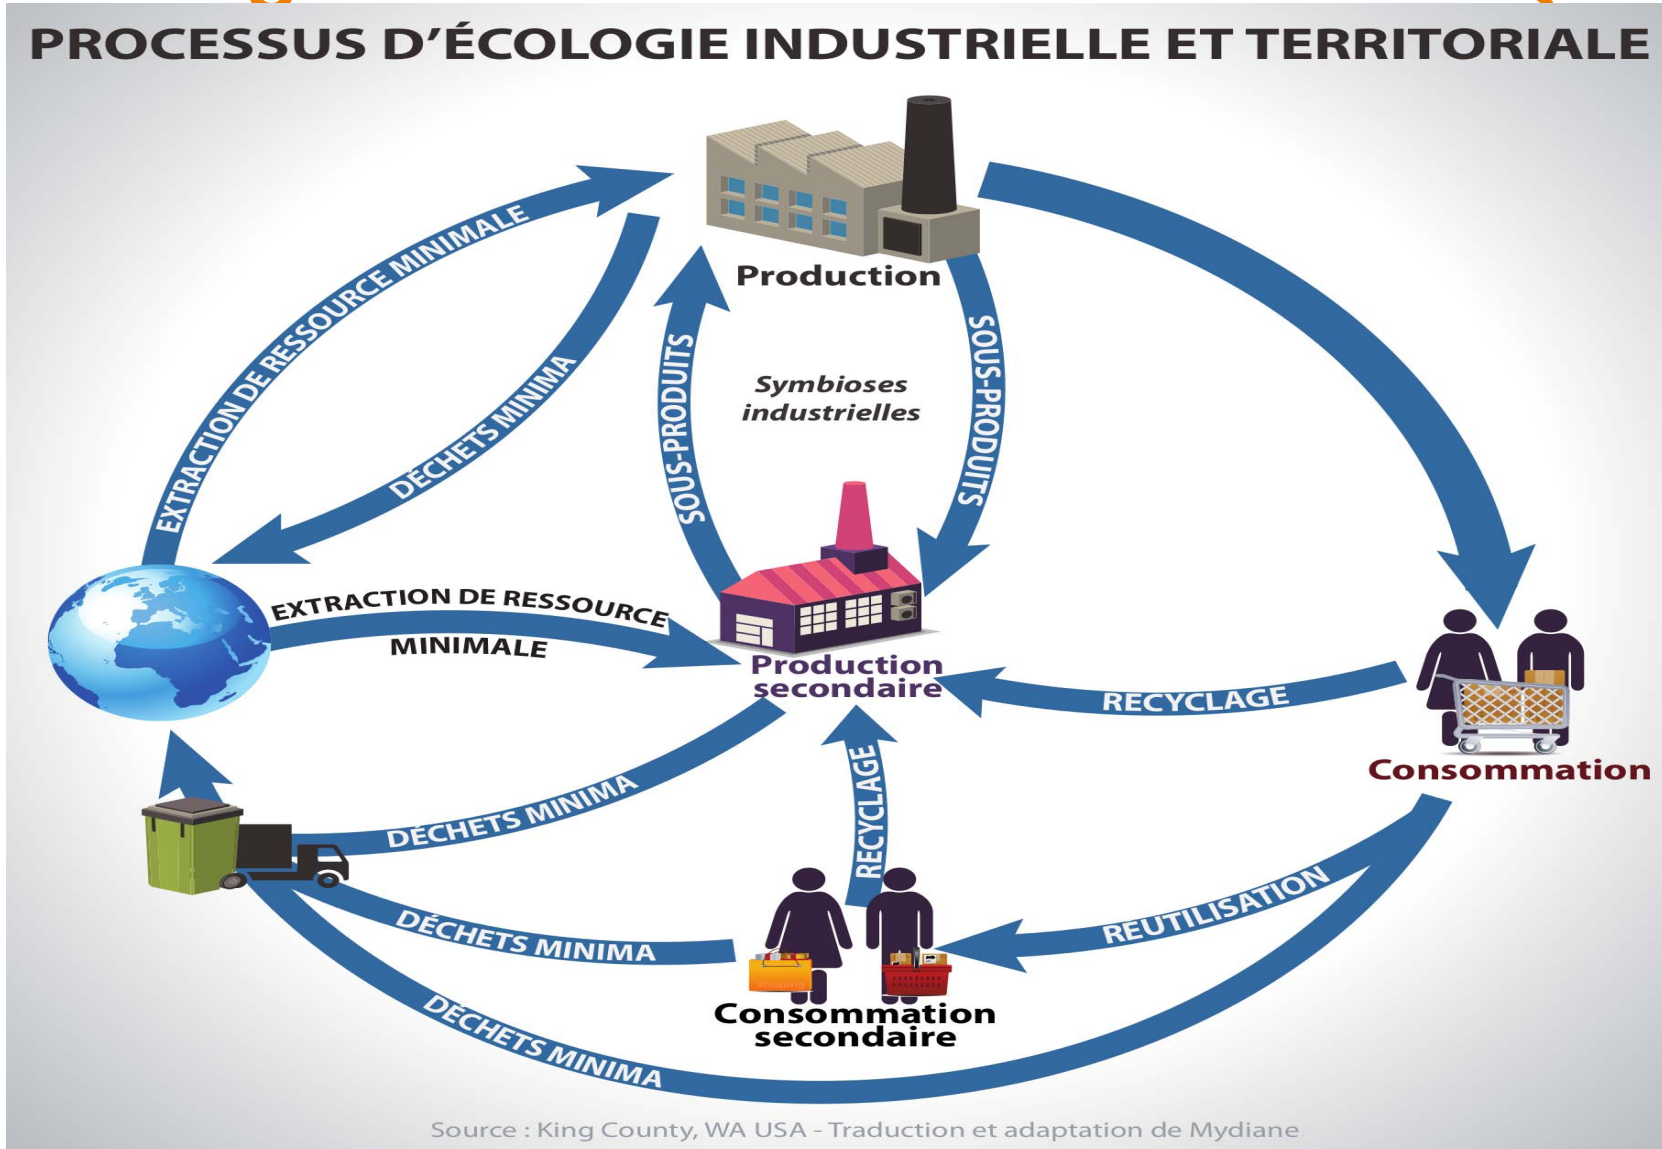 PROCESSUS D'ÉCOLOGIE INDUSTRIELLE ET TERRITORIALE
EXTRACTION DE RESSOURCE MINIMALE
DÉCHETS MINIMA
Production
SOUS-PRODUITS
Symbioses
industrielles
SOUS-PRODUITS
EXTRACTION DE RESSOURCE
MINIMALE
Production
secondaire
RECYCLAGE
Consommation
DÉCHETS MINIMA
RECYCLAGE
RÉUTILISATION
DÉCHETS MINIMA
shopping
Consommation
secondaire
DÉCHETS MINIMA
Source : King County, WA USA - Traduction et adaptation de Mydiane